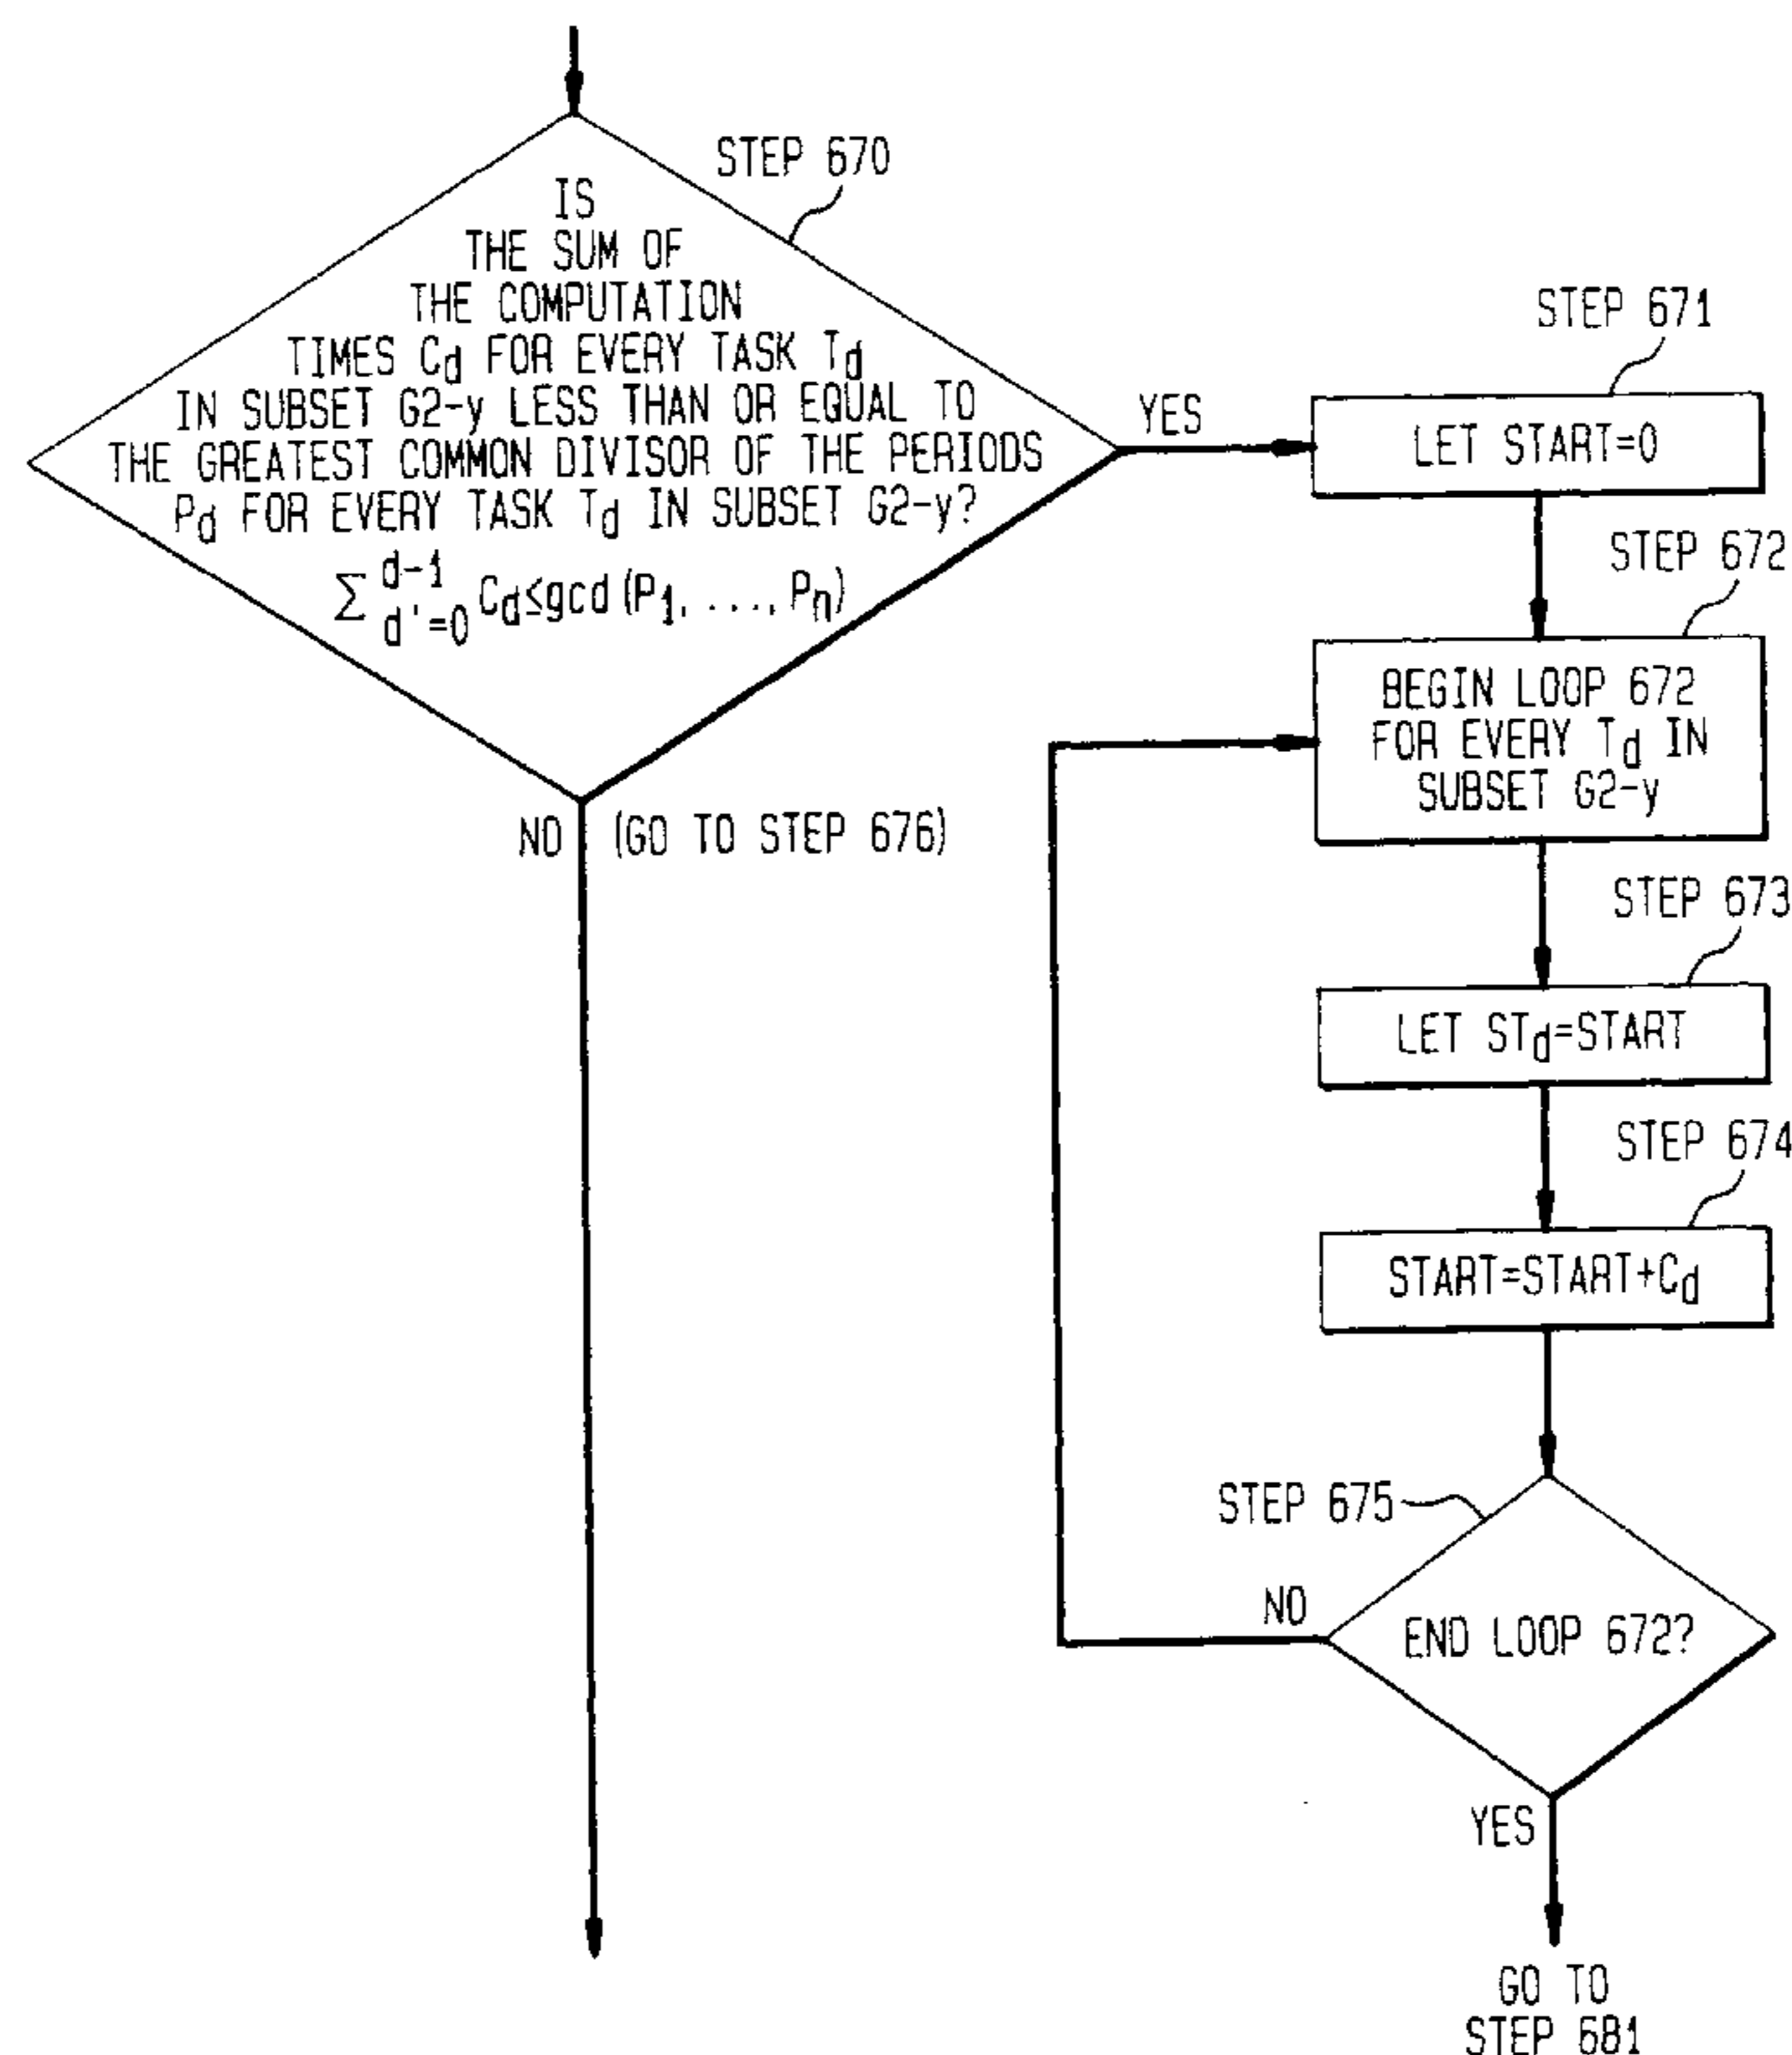 STEP 670
IS
THE SUM OF
THE COMPUTATION
TIMES Cd FOR EVERY TASK Td
IN SUBSET G2-y LESS THAN OR EQUAL TO
THE GREATEST COMMON DIVISOR OF THE PERIODS
Pd FOR EVERY TASK Td IN SUBSET G2-y?
∑ d-1 d'=0 Cd≤gcd (P1, ..., Pn)
YES
NO (GO TO STEP 676)
STEP 671
LET START=0
STEP 672
BEGIN LOOP 672
FOR EVERY Td IN
SUBSET G2-y
STEP 673
LET STd=START
STEP 674
START=START+Cd
STEP 675
END LOOP 672?
NO
YES
GO TO
STEP 681